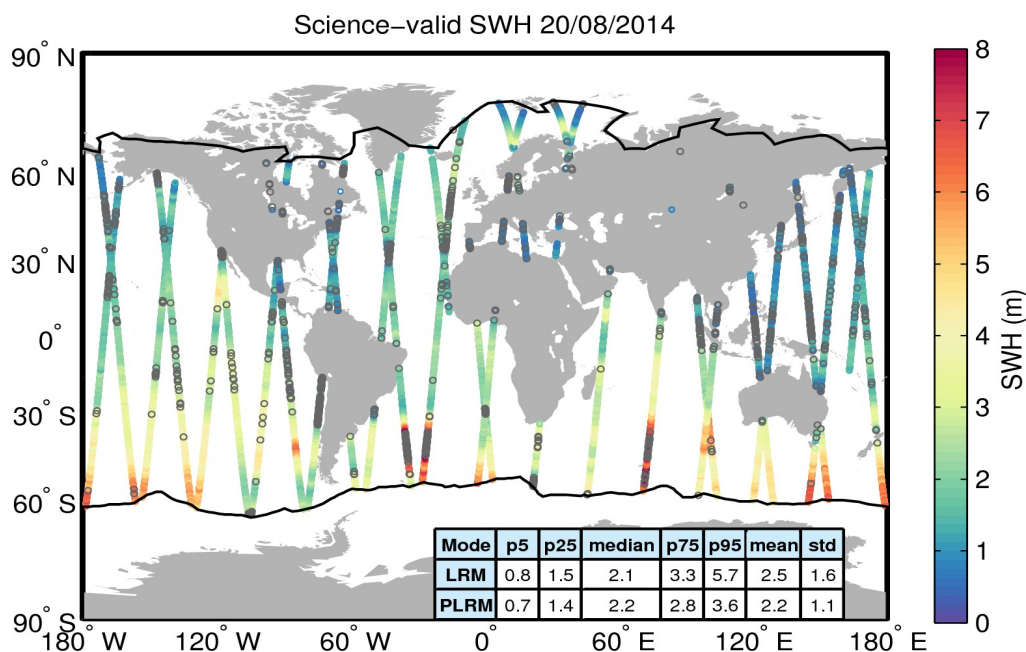 Science−valid SWH 20/08/2014
90° N
60° N
30° N
0°
30° S
60° S
90° S
180° W
120° W
60° W
0°
60° E
120° E
180° E
Mode p5 p25 median p75 p95 mean std
LRM 0.8 1.5 2.1 3.3 5.7 2.5 1.6
PLRM 0.7 1.4 2.2 2.8 3.6 2.2 1.1
8
7
6
5
4
3
2
1
0
SWH (m)